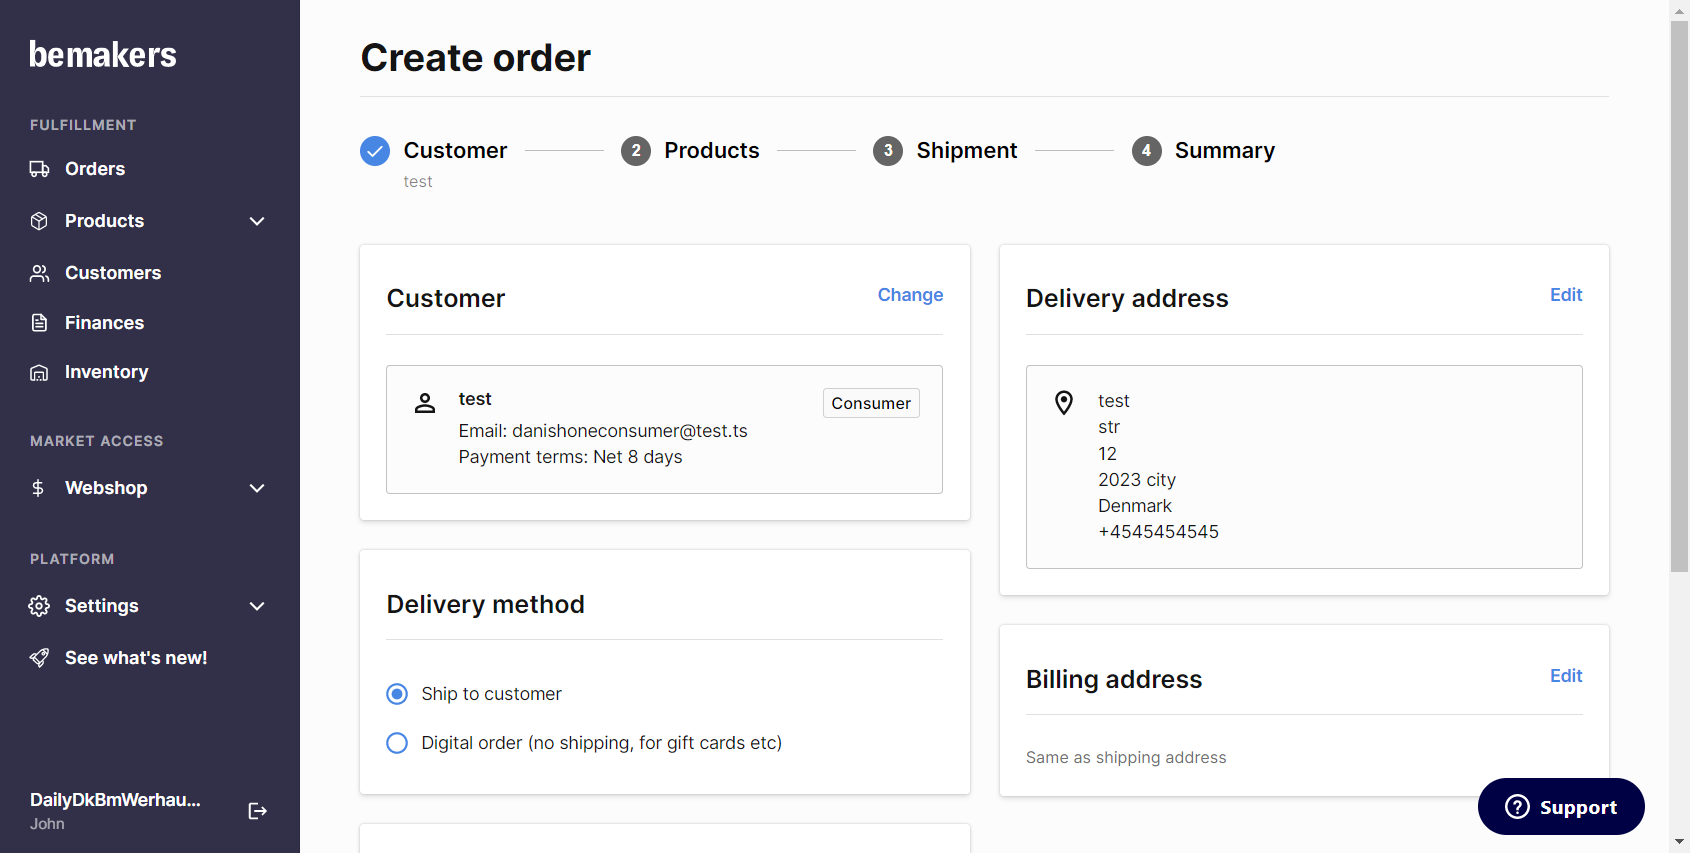 bemakers
FULFILLMENT
Orders
Products
Customers
Finances
Inventory
MARKET ACCESS
Webshop
PLATFORM
Settings
See what's new!
DailyDkBmWerhau...
John
Create order
Customer
test
2 Products
3 Shipment
4 Summary
Customer
Change
test
Consumer
Email: danishoneconsumer@test.ts
Payment terms: Net 8 days
Delivery method
Ship to customer
Digital order (no shipping, for gift cards etc)
Delivery address
Edit
test
str
12
2023 city
Denmark
+4545454545
Billing address
Edit
Same as shipping address
Support